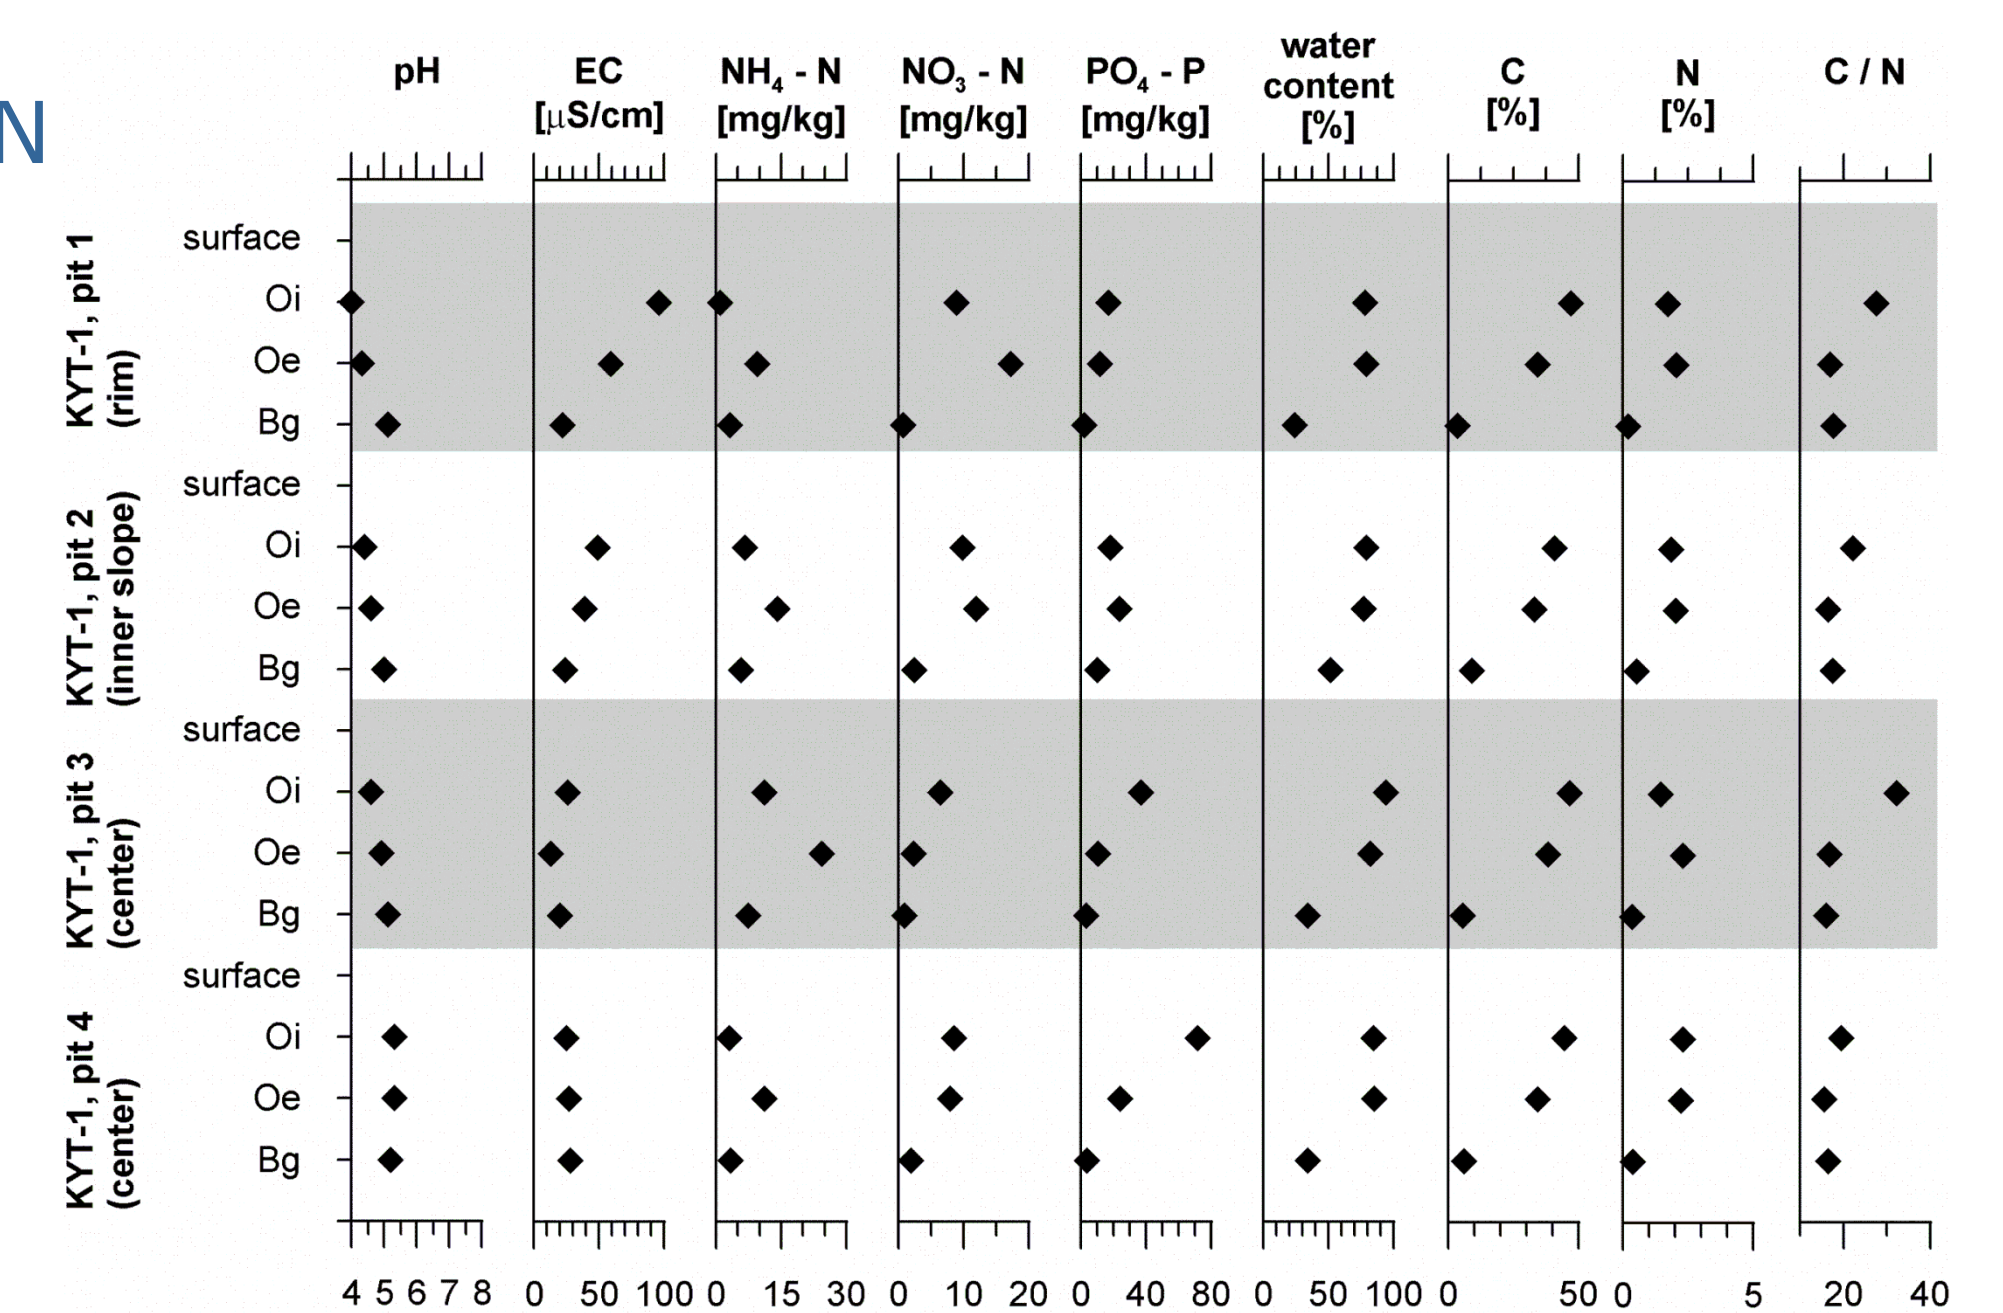 N
pH EC NH₄ - N NO₃ - N PO₄ - P water content C N C / N
[µS/cm] [mg/kg] [mg/kg] [mg/kg] [%] [%] [%]
KYT-1, pit 1
(rim)
surface
Oi
Oe
Bg
KYT-1, pit 2
(inner slope)
surface
Oi
Oe
Bg
KYT-1, pit 3
(center)
surface
Oi
Oe
Bg
KYT-1, pit 4
(center)
surface
Oi
Oe
Bg
4 5 6 7 8 0 50 100 0 15 30 0 10 20 0 40 80 0 50 100 0 50 0 5 20 40